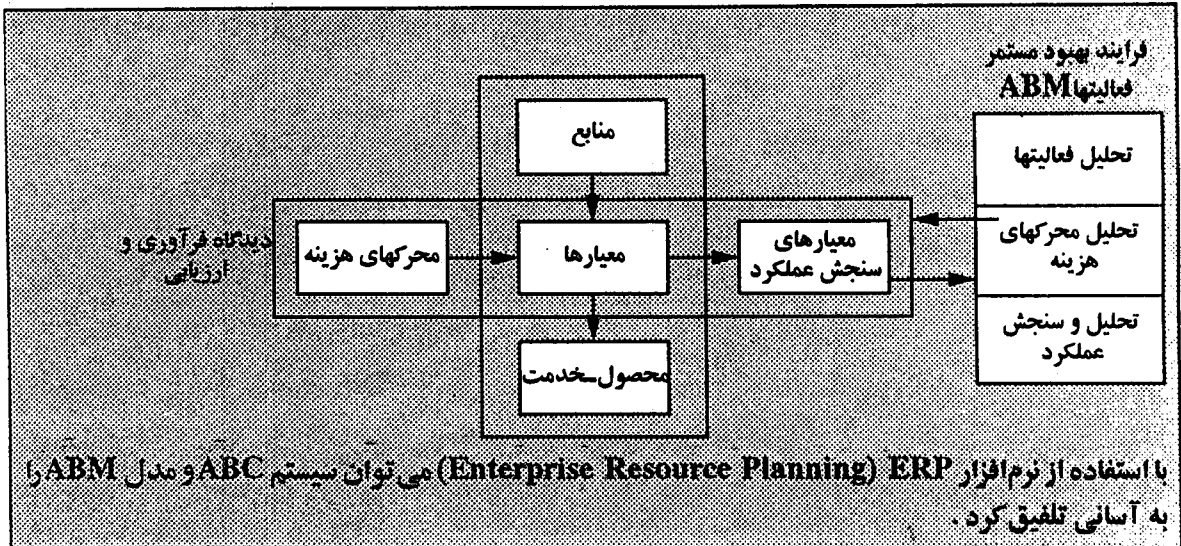 فرایند بهبود مستمر
فعالیتها ABM
تحلیل فعالیتها
تحلیل محرکهای
هزینه
تحلیل و سنجش
عملکرد
منابع
معیارهای
سنجش عملکرد
معیارها
محرکهای هزینه
دیدگاه فرآوری و
ارزیابی
محصول-خدمت
با استفاده از نرم‌افزار ERP (Enterprise Resource Planning) می‌توان سیستم ABC و مدل ABM را
به آسانی تلفیق کرد .